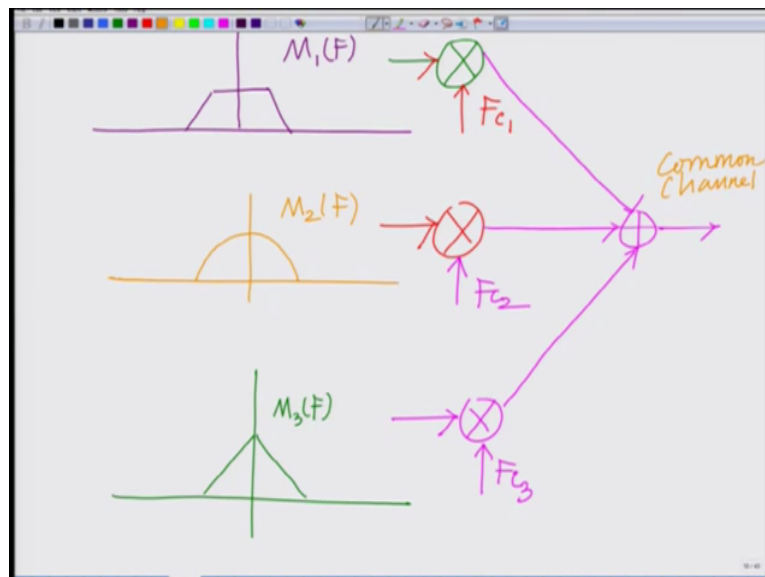 M₁(F)
Fc₁
Common
Channel
M₂(F)
Fc₂
M₃(F)
Fc₃